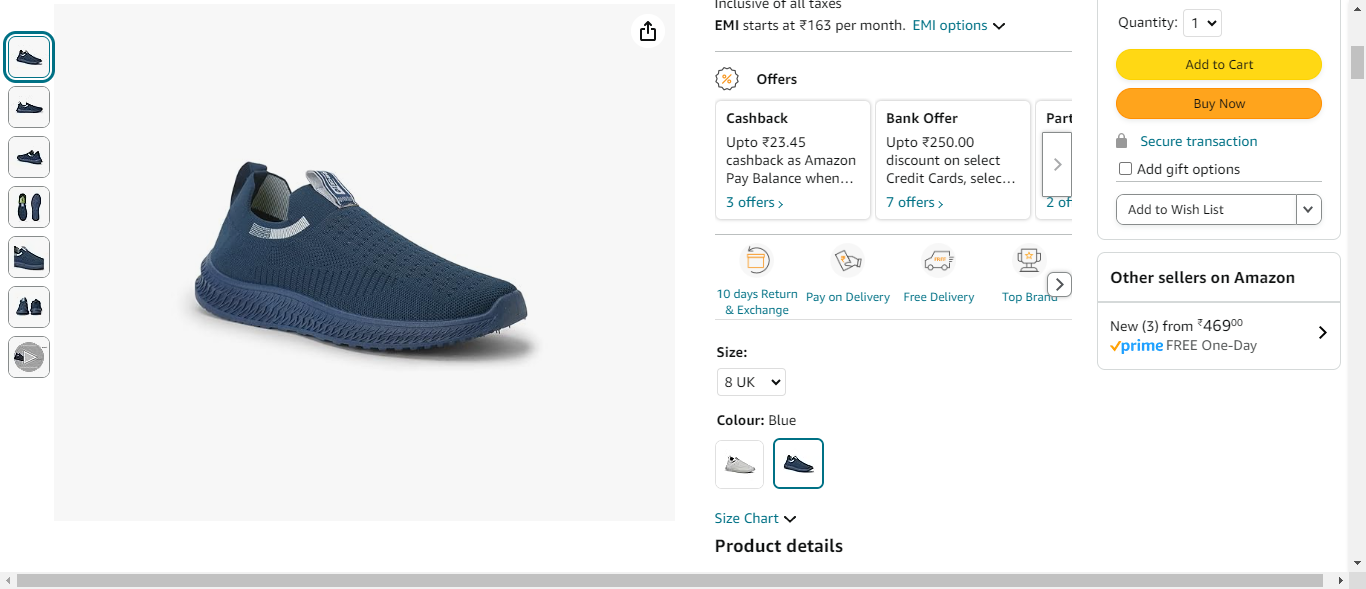 Inclusive of all taxes
EMI starts at ₹163 per month. EMI options
Offers
Cashback
Upto ₹23.45
cashback as Amazon
Pay Balance when...
3 offers ›
Bank Offer
Upto ₹250.00
discount on select
Credit Cards, selec...
7 offers ›
Part
2 of
10 days Return
& Exchange
Pay on Delivery
FREE
Free Delivery
Top Brand
Size:
8 UK
Colour: Blue
Size Chart
Product details
Quantity: 1
Add to Cart
Buy Now
Secure transaction
Add gift options
Add to Wish List
Other sellers on Amazon
New (3) from ₹46900
prime FREE One-Day